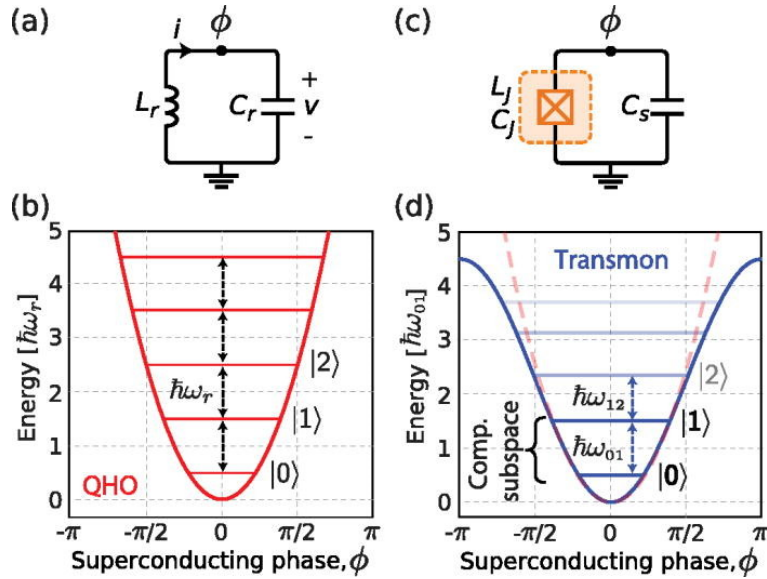 (a)
i
ϕ
L_r
C_r
+
v
-
(c)
ϕ
L_J
C_J
C_s
(b)
5
4
3
2
1
0
Energy [ℏω_r]
ℏω_r
|2⟩
|1⟩
|0⟩
QHO
-π
-π/2
0
π/2
π
Superconducting phase, ϕ
(d)
5
4
3
2
1
0
Energy [ℏω_01]
Transmon
|2⟩
ℏω_12
|1⟩
ℏω_01
|0⟩
Comp.
subspace
-π
-π/2
0
π/2
π
Superconducting phase, ϕ